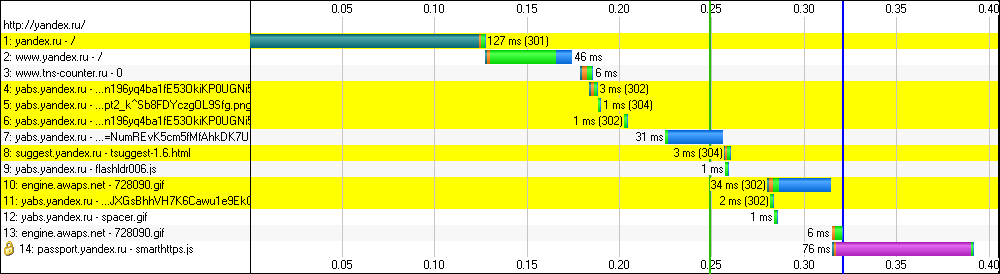 0.05 0.10 0.15 0.20 0.25 0.30 0.35 0.40
http://yandex.ru/
1: yandex.ru - / 127 ms (301)
2: www.yandex.ru - / 46 ms
3: www.tns-counter.ru - 0 6 ms
4: yabs.yandex.ru - ...n196yq4ba1fE53OkiKP0UGNi5 3 ms (302)
5: yabs.yandex.ru - ...pt2_k^Sb8FDYczgOL9Sfg.png 1 ms (304)
6: yabs.yandex.ru - ...n196yq4ba1fE53OkiKP0UGNi5 1 ms (302)
7: yabs.yandex.ru - ...=NumREvK5cm5fMfAhkDK7U 31 ms
8: suggest.yandex.ru - tsuggest-1.6.html 3 ms (304)
9: yabs.yandex.ru - flashldr006.js 1 ms
10: engine.awaps.net - 728090.gif 34 ms (302)
11: yabs.yandex.ru - ...JXGsBhhVH7K6Cawu1e9EkC 2 ms (302)
12: yabs.yandex.ru - spacer.gif 1 ms
13: engine.awaps.net - 728090.gif 6 ms
14: passport.yandex.ru - smarthttps.js 76 ms
0.05 0.10 0.15 0.20 0.25 0.30 0.35 0.40